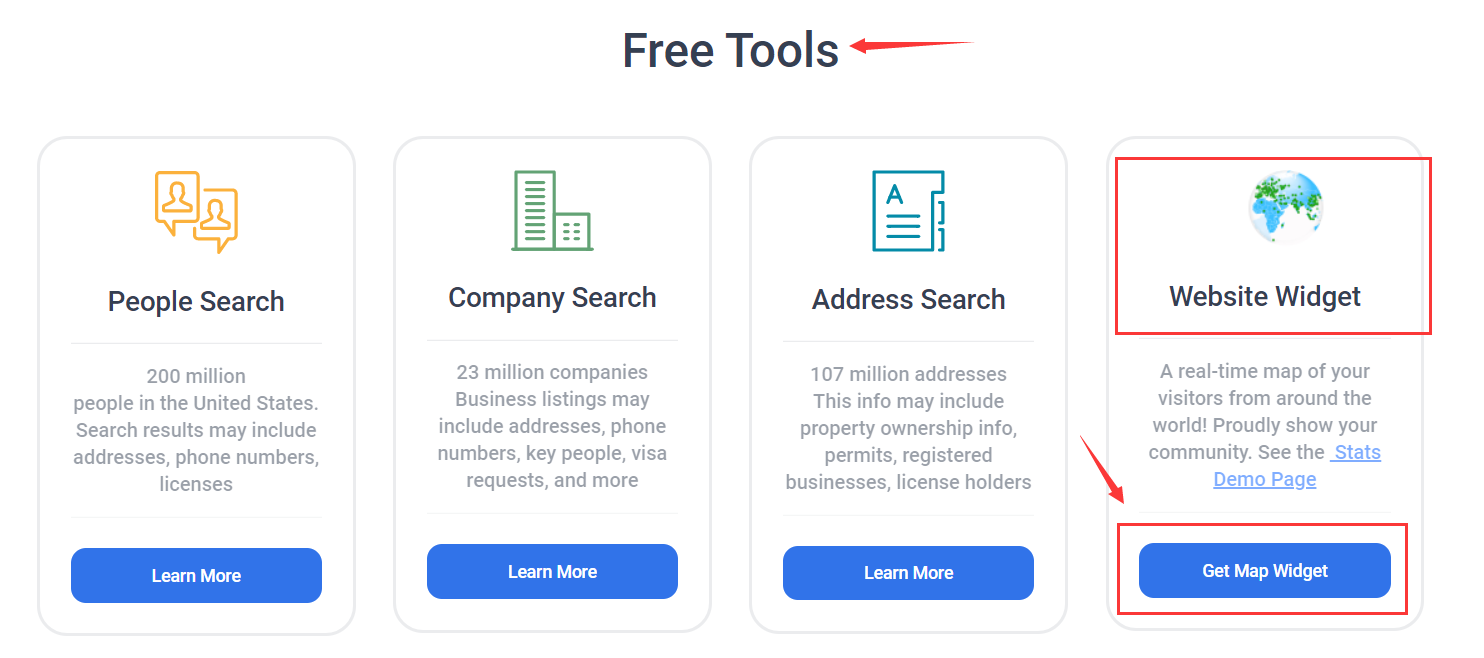 Free Tools
People Search
200 million
people in the United States.
Search results may include
addresses, phone numbers,
licenses
Learn More
Company Search
23 million companies
Business listings may
include addresses, phone
numbers, key people, visa
requests, and more
Learn More
A
Address Search
107 million addresses
This info may include
property ownership info,
permits, registered
businesses, license holders
Learn More
Website Widget
A real-time map of your
visitors from around the
world! Proudly show your
community. See the  Stats
Demo Page
Get Map Widget